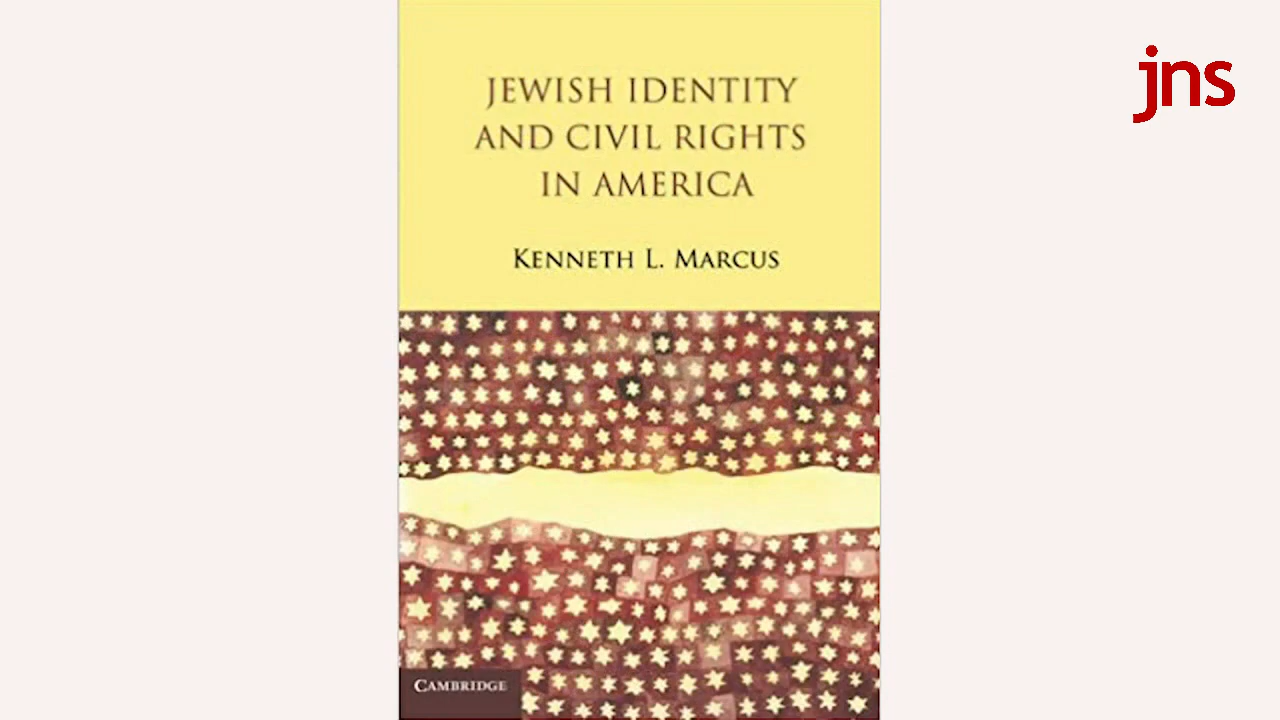 JEWISH IDENTITY
AND CIVIL RIGHTS
IN AMERICA
KENNETH L. MARCUS
CAMBRIDGE
jns